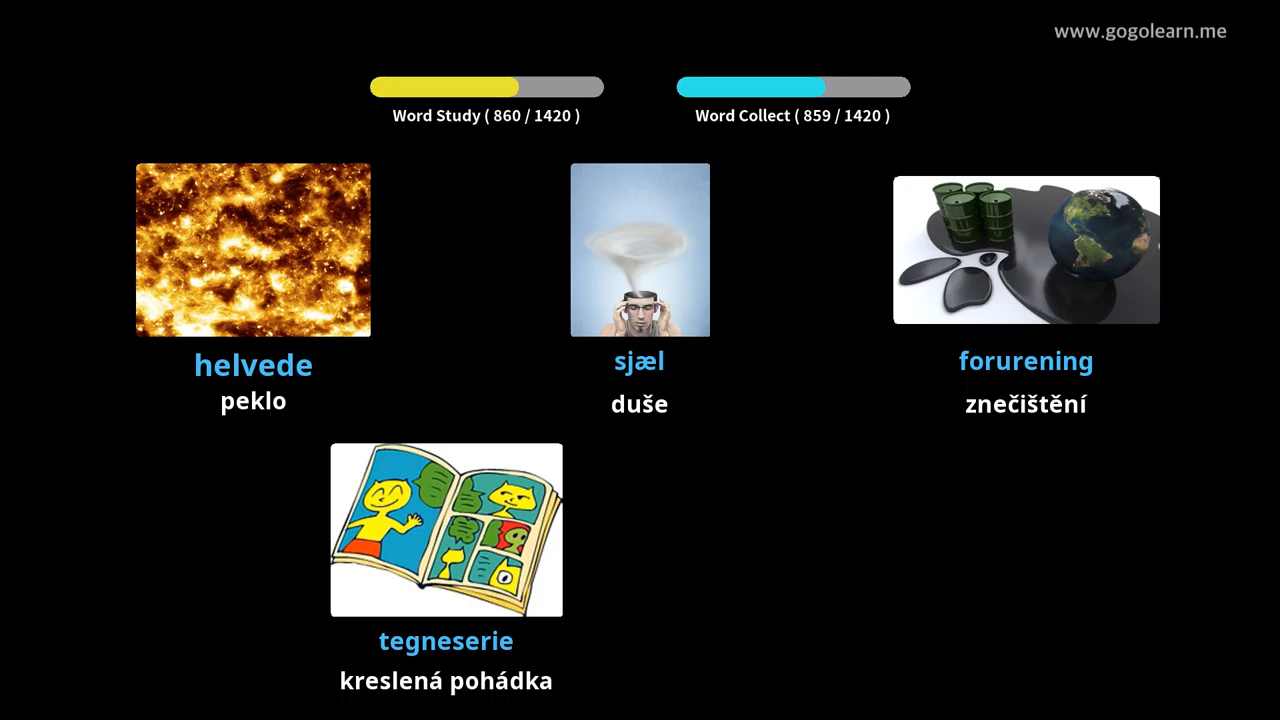 www.gogolearn.me
Word Study ( 860 / 1420 )
Word Collect ( 859 / 1420 )
helvede
peklo
sjæl
duše
forurening
znečištění
tegneserie
kreslená pohádka